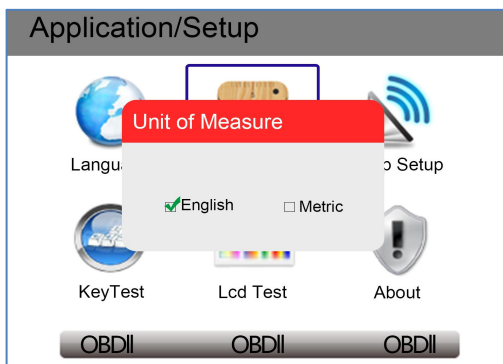 Application/Setup
Unit of Measure
Langu
p Setup
English
Metric
KeyTest
Lcd Test
About
OBDII
OBDII
OBDII